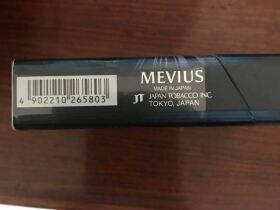 MEVIUS
MADE IN JAPAN
JT JAPAN TOBACCO INC.
TOKYO, JAPAN
4 902210 265803